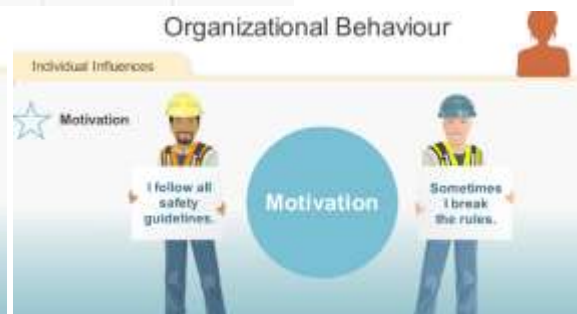 Organizational Behaviour
Individual Influences
Motivation
I follow all
safety
guidelines.
Motivation
Sometimes
I break
the rules.